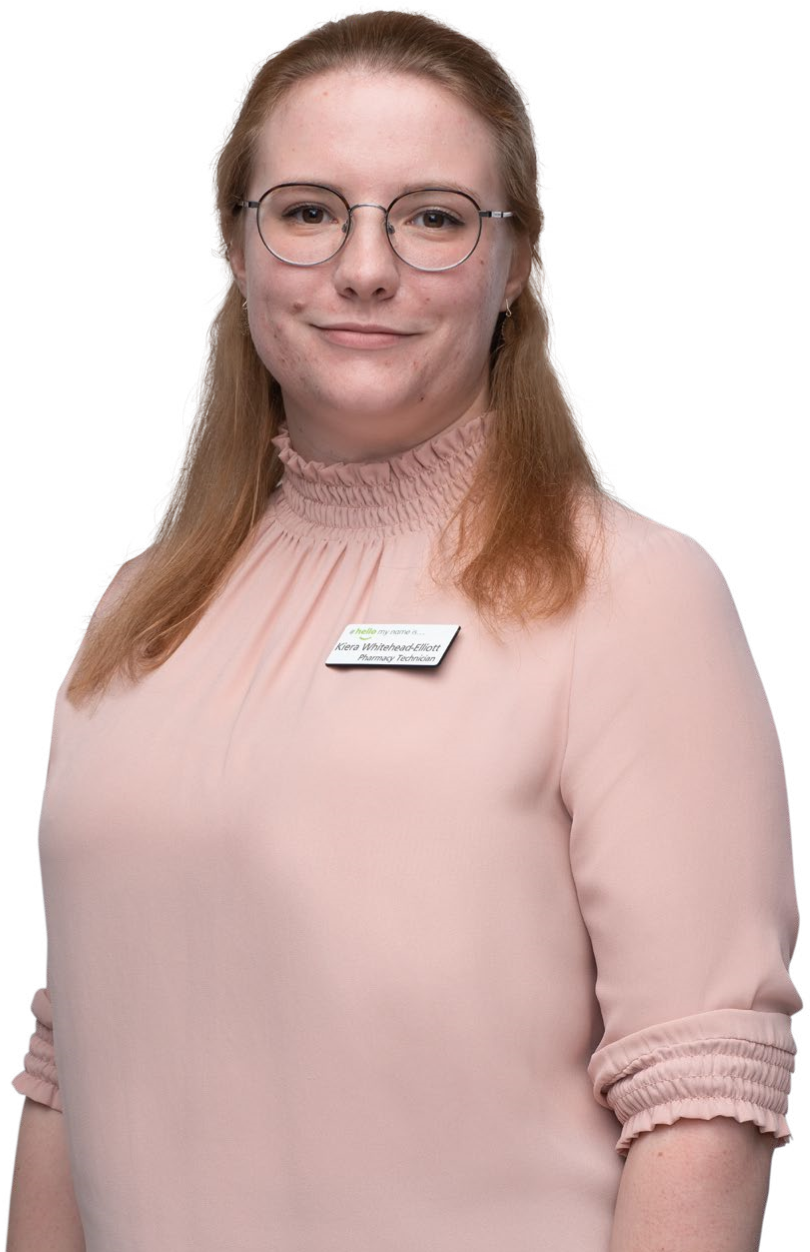 #hello my name is...
Kiera Whitehead-Elliott
Pharmacy Technician